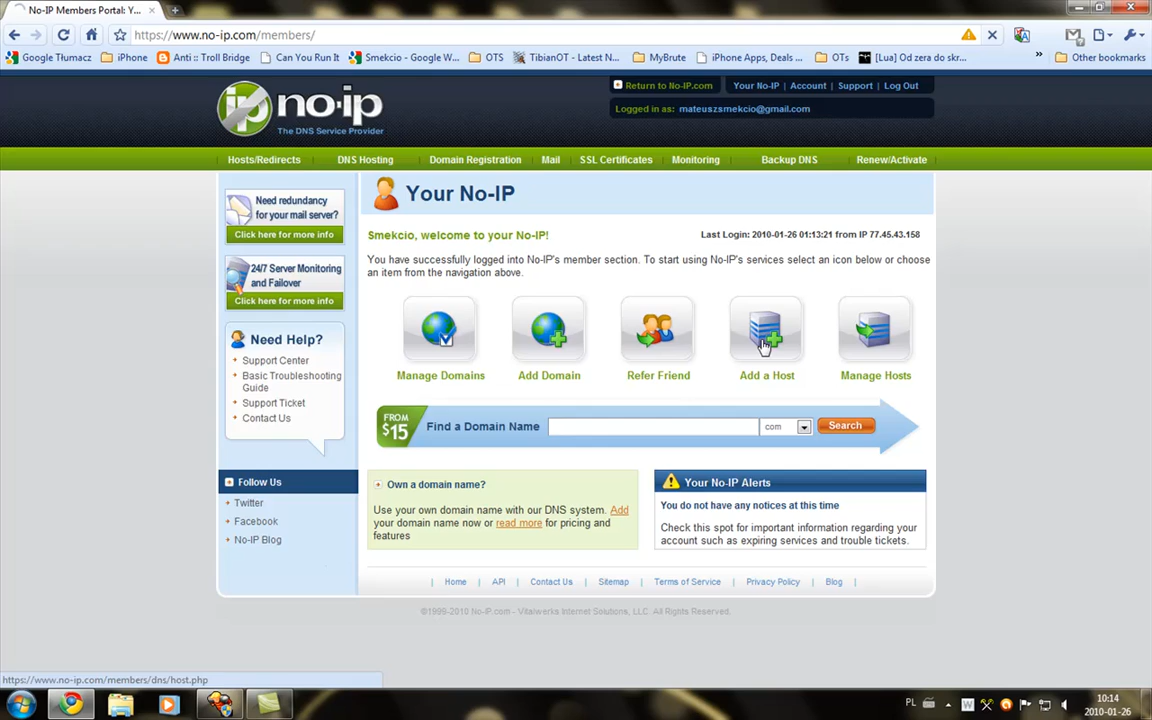 No-IP Members Portal: Y...
https://www.no-ip.com/members/
Google Tłumacz
iPhone
Anti :: Troll Bridge
Can You Run It
Smekcio – Google W...
OTS
TibianOT - Latest N...
MyBrute
iPhone Apps, Deals ...
OTs
[Lua] Od zera do skr...
»
Other bookmarks
no-ip
The DNS Service Provider
Return to No-IP.com
Your No-IP | Account | Support | Log Out
Logged in as: mateuszsmekcio@gmail.com
Hosts/Redirects
DNS Hosting
Domain Registration
Mail
SSL Certificates
Monitoring
Backup DNS
Renew/Activate
Need redundancy
for your mail server?
Click here for more info
24/7 Server Monitoring
and Failover
Click here for more info
Need Help?
Support Center
Basic Troubleshooting
Guide
Support Ticket
Contact Us
Follow Us
Twitter
Facebook
No-IP Blog
Your No-IP
Smekcio, welcome to your No-IP!
Last Login: 2010-01-26 01:13:21 from IP 77.45.43.158
You have successfully logged into No-IP's member section. To start using No-IP's services select an icon below or choose
an item from the navigation above.
Manage Domains
Add Domain
Refer Friend
Add a Host
Manage Hosts
FROM
$15
Find a Domain Name
com
Search
Own a domain name?
Use your own domain name with our DNS system. Add
your domain name now or read more for pricing and
features
Your No-IP Alerts
You do not have any notices at this time
Check this spot for important information regarding your
account such as expiring services and trouble tickets.
| Home | API | Contact Us | Sitemap | Terms of Service | Privacy Policy | Blog |
©1999-2010 No-IP.com - Vitalwerks Internet Solutions, LLC. All Rights Reserved.
https://www.no-ip.com/members/dns/host.php
PL
10:14
2010-01-26